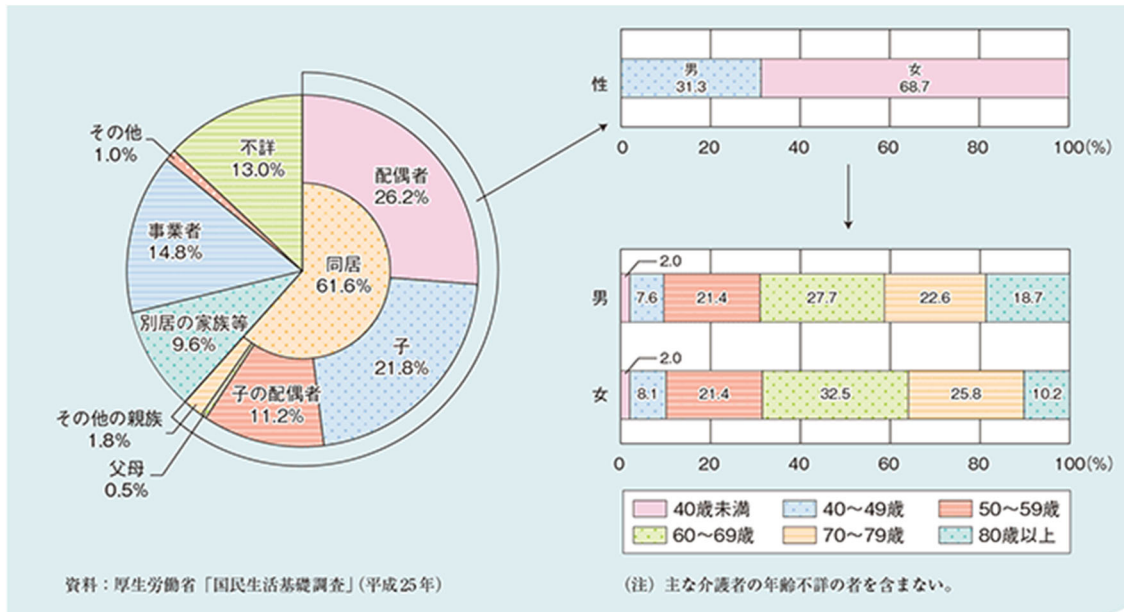 その他
1.0%
不詳
13.0%
配偶者
26.2%
事業者
14.8%
同居
61.6%
別居の家族等
9.6%
子
21.8%
子の配偶者
11.2%
その他の親族
1.8%
父母
0.5%
性
男
31.3
女
68.7
0 20 40 60 80 100(%)
2.0
男
7.6 21.4 27.7 22.6 18.7
2.0
女
8.1 21.4 32.5 25.8 10.2
0 20 40 60 80 100(%)
40歳未満 40〜49歳 50〜59歳
60〜69歳 70〜79歳 80歳以上
資料：厚生労働省「国民生活基礎調査」(平成25年)
(注) 主な介護者の年齢不詳の者を含まない。